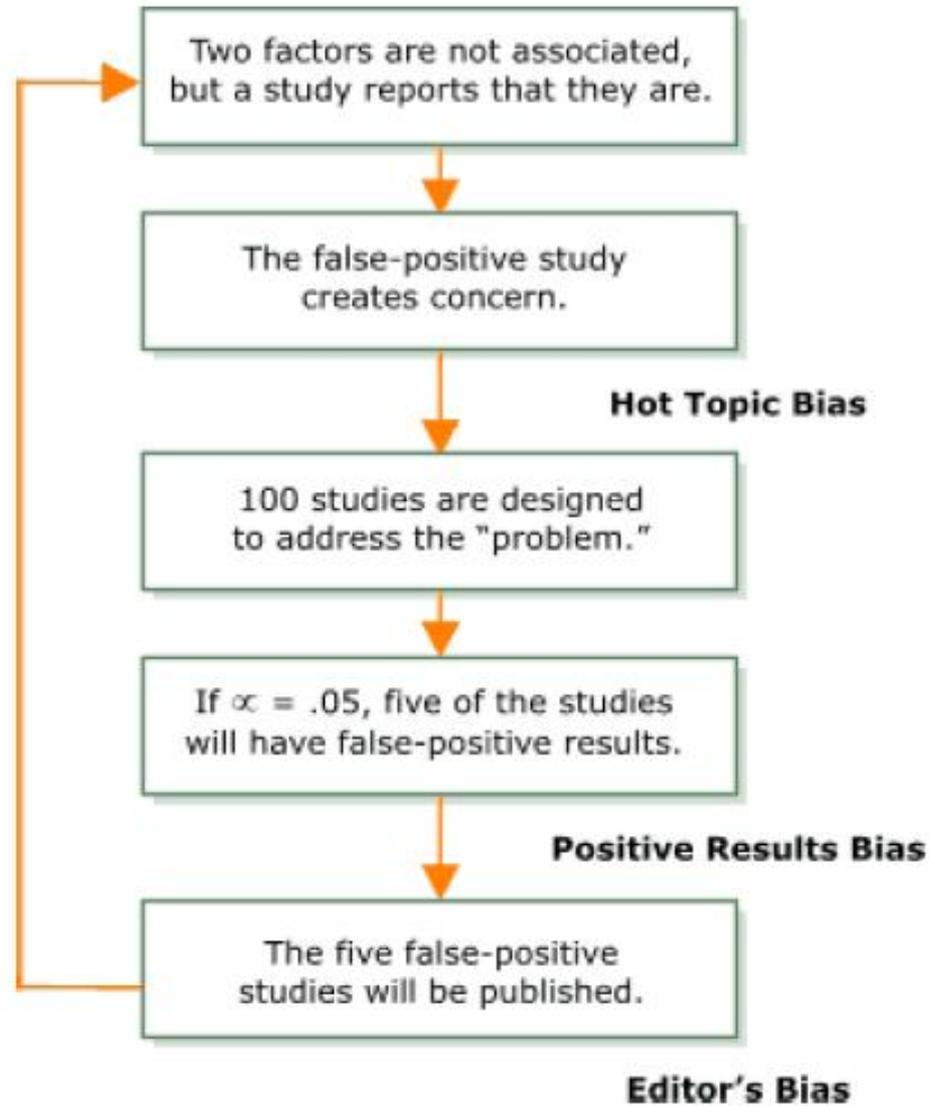 Two factors are not associated,
but a study reports that they are.
The false-positive study
creates concern.
Hot Topic Bias
100 studies are designed
to address the “problem.”
If ∝ = .05, five of the studies
will have false-positive results.
Positive Results Bias
The five false-positive
studies will be published.
Editor’s Bias